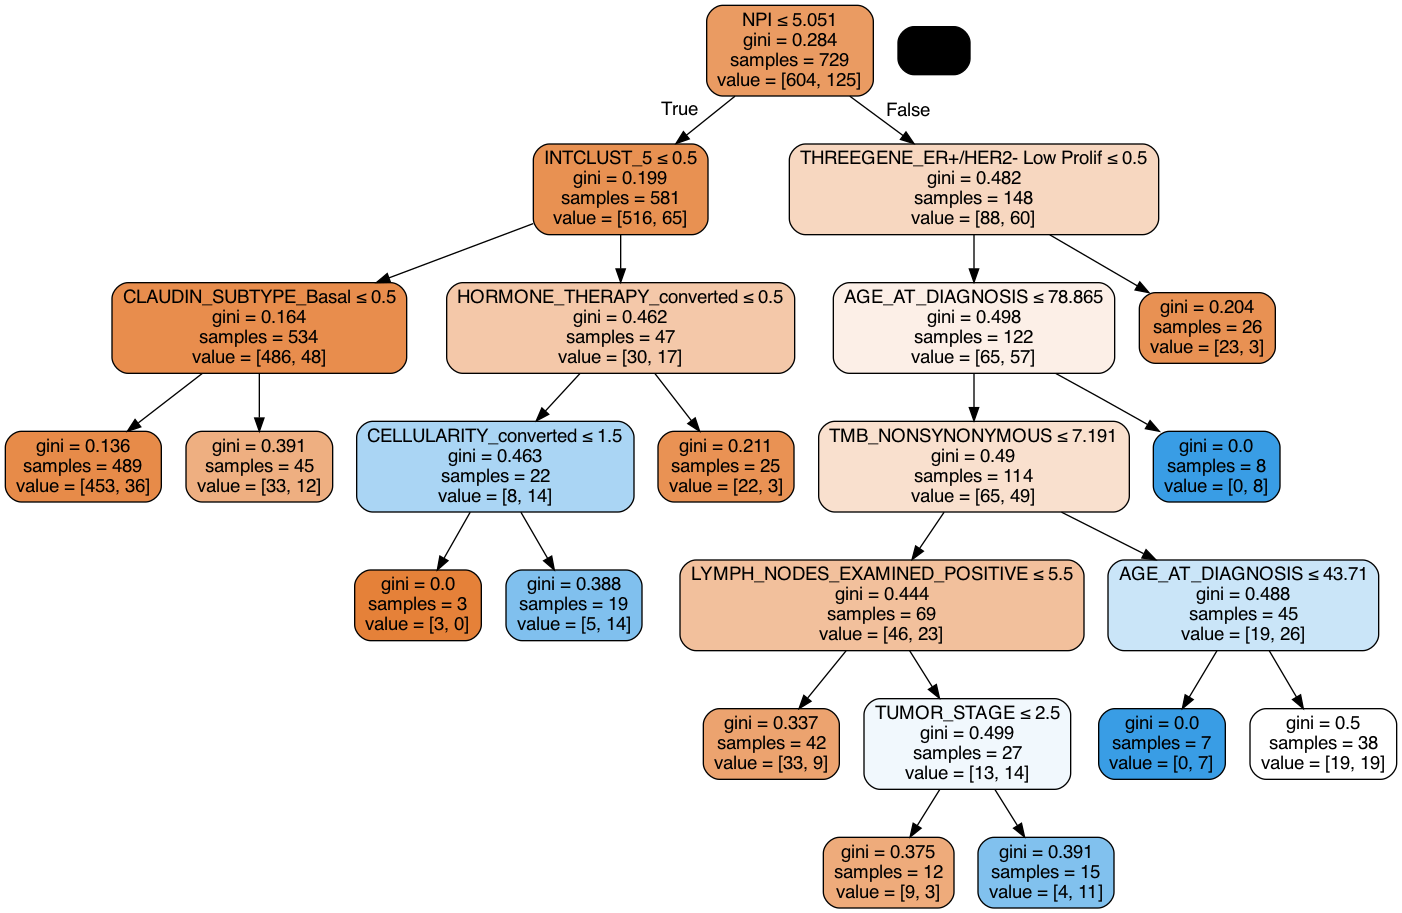 NPI ≤ 5.051
gini = 0.284
samples = 729
value = [604, 125]
True
False
INTCLUST_5 ≤ 0.5
gini = 0.199
samples = 581
value = [516, 65]
THREEGENE_ER+/HER2- Low Prolif ≤ 0.5
gini = 0.482
samples = 148
value = [88, 60]
CLAUDIN_SUBTYPE_Basal ≤ 0.5
gini = 0.164
samples = 534
value = [486, 48]
HORMONE_THERAPY_converted ≤ 0.5
gini = 0.462
samples = 47
value = [30, 17]
AGE_AT_DIAGNOSIS ≤ 78.865
gini = 0.498
samples = 122
value = [65, 57]
gini = 0.204
samples = 26
value = [23, 3]
gini = 0.136
samples = 489
value = [453, 36]
gini = 0.391
samples = 45
value = [33, 12]
CELLULARITY_converted ≤ 1.5
gini = 0.463
samples = 22
value = [8, 14]
gini = 0.211
samples = 25
value = [22, 3]
TMB_NONSYNONYMOUS ≤ 7.191
gini = 0.49
samples = 114
value = [65, 49]
gini = 0.0
samples = 8
value = [0, 8]
gini = 0.0
samples = 3
value = [3, 0]
gini = 0.388
samples = 19
value = [5, 14]
LYMPH_NODES_EXAMINED_POSITIVE ≤ 5.5
gini = 0.444
samples = 69
value = [46, 23]
AGE_AT_DIAGNOSIS ≤ 43.71
gini = 0.488
samples = 45
value = [19, 26]
gini = 0.337
samples = 42
value = [33, 9]
TUMOR_STAGE ≤ 2.5
gini = 0.499
samples = 27
value = [13, 14]
gini = 0.0
samples = 7
value = [0, 7]
gini = 0.5
samples = 38
value = [19, 19]
gini = 0.375
samples = 12
value = [9, 3]
gini = 0.391
samples = 15
value = [4, 11]